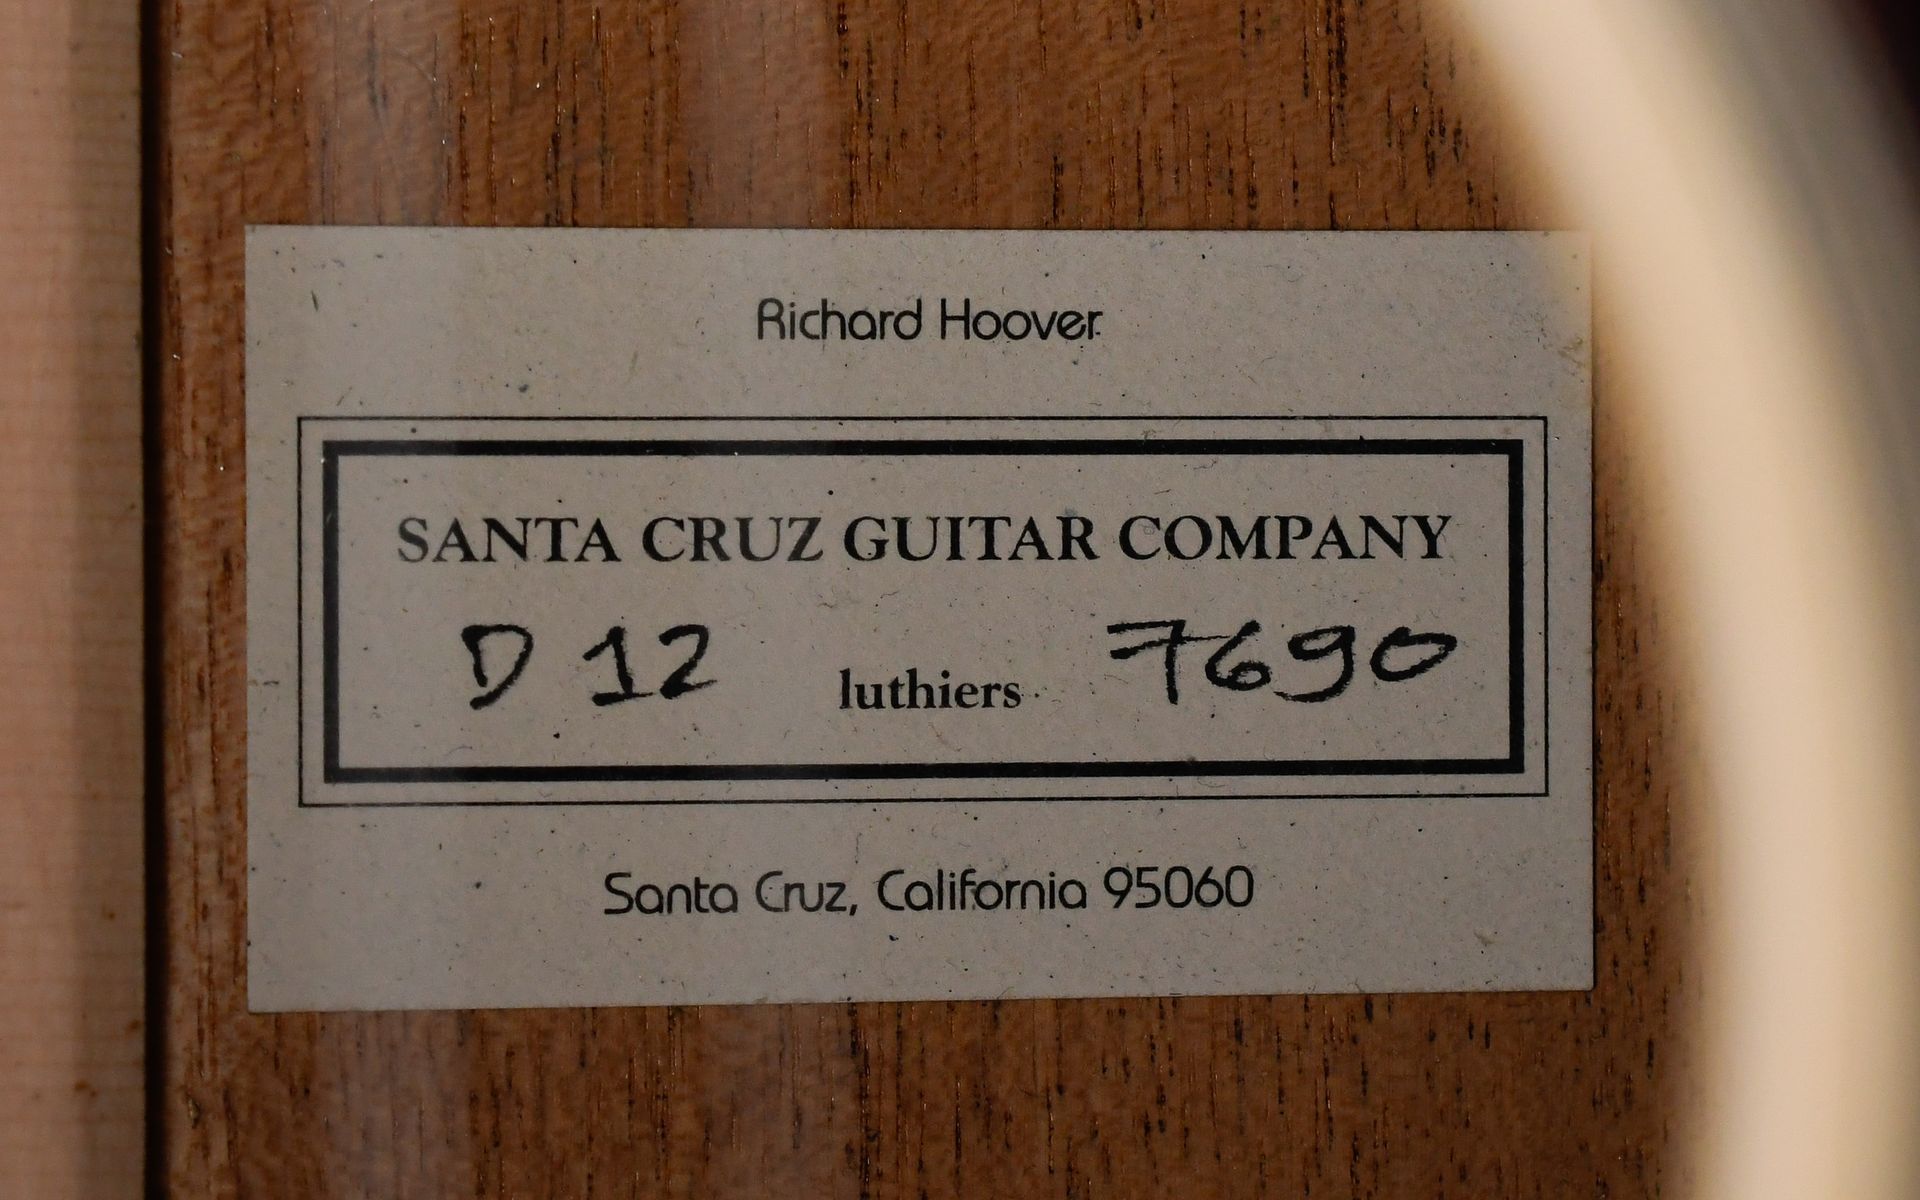 Richard Hoover
SANTA CRUZ GUITAR COMPANY
D 12 luthiers 7690
Santa Cruz, California 95060